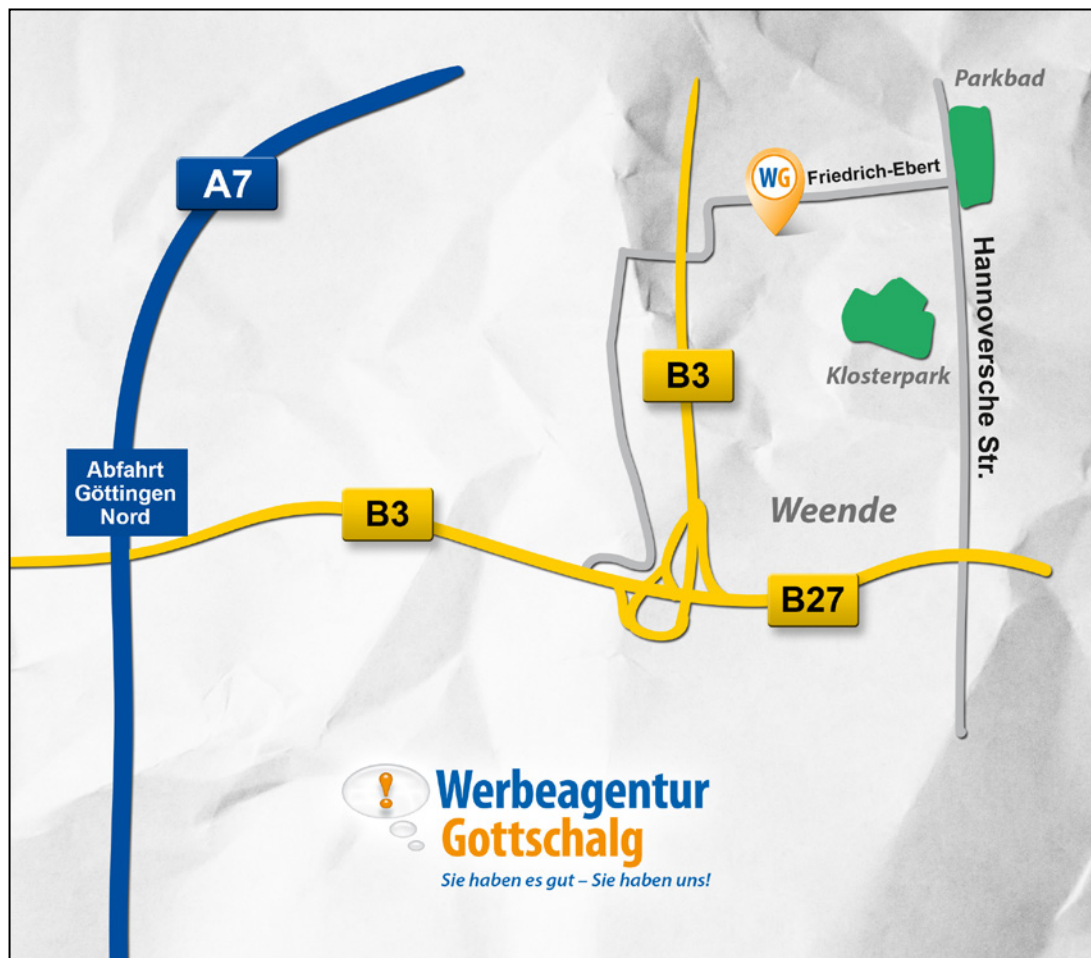 Parkbad
A7
WG
Friedrich-Ebert
Hannoversche Str.
B3
Klosterpark
Abfahrt
Göttingen
Nord
B3
Weende
B27
!
Werbeagentur
Gottschalg
Sie haben es gut – Sie haben uns!